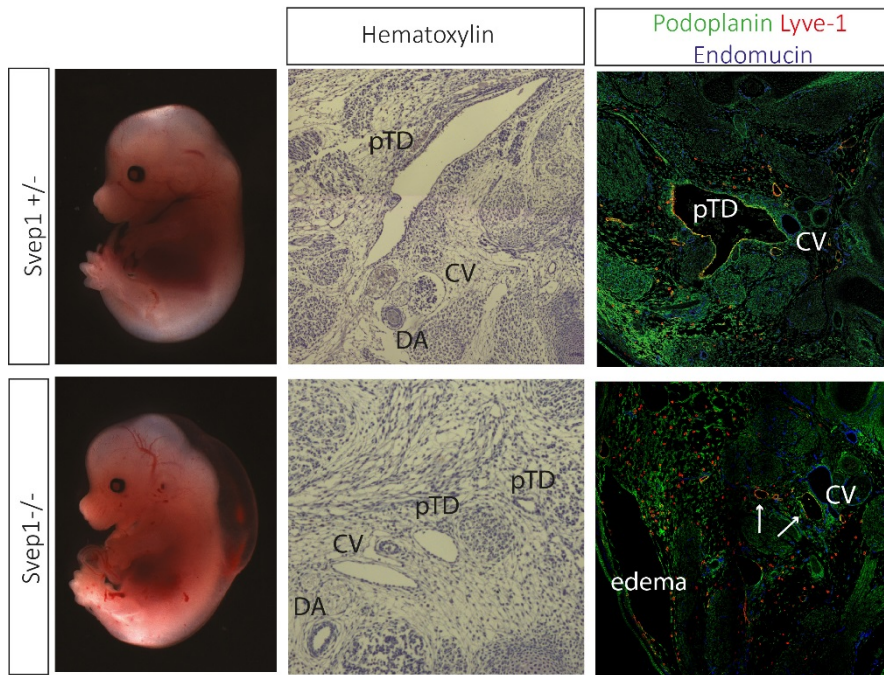 Hematoxylin
Podoplanin Lyve-1
Endomucin
Svep1 +/-
pTD
CV
DA
pTD
CV
Svep1-/-
pTD
pTD
CV
DA
CV
edema